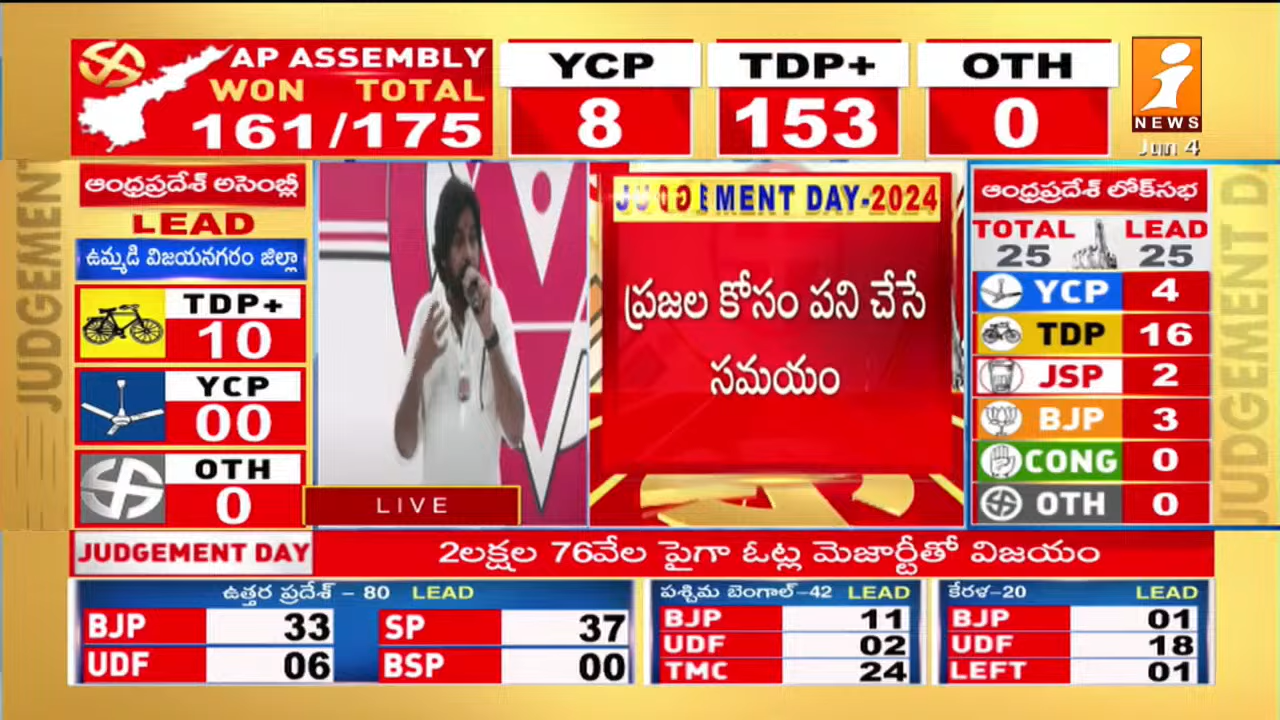 AP ASSEMBLY
WON TOTAL
161/175
YCP
8
TDP+
153
OTH
0
i
NEWS
Jun 4
ఆంధ్రప్రదేశ్ అసెంబ్లీ
LEAD
ఉమ్మడి విజయనగరం జిల్లా
TDP+
10
YCP
00
OTH
0
LIVE
MENT DAY-2024
ప్రజల కోసం పని చేసే
సమయం
ఆంధ్రప్రదేశ్ లోక్‌సభ
TOTAL LEAD
25 25
YCP 4
TDP 16
JSP 2
BJP 3
CONG 0
OTH 0
JUDGEMENT DAY
2లక్షల 76వేల పైగా ఓట్ల మెజార్టీతో విజయం
ఉత్తర ప్రదేశ్ – 80 LEAD
BJP 33 SP 37
UDF 06 BSP 00
పశ్చిమ బెంగాల్-42 LEAD
BJP 11
UDF 02
TMC 24
కేరళ-20 LEAD
BJP 01
UDF 18
LEFT 01
JUDGEMEN
JUDGEMENT D